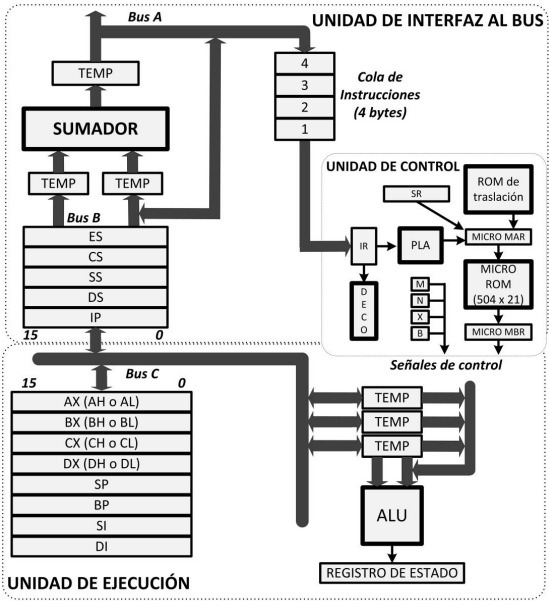 Bus A
UNIDAD DE INTERFAZ AL BUS
TEMP
4
3
2
1
Cola de
Instrucciones
(4 bytes)
SUMADOR
TEMP
TEMP
Bus B
ES
CS
SS
DS
IP
15
0
UNIDAD DE CONTROL
SR
ROM de
traslación
IR
PLA
MICRO MAR
D
E
C
O
M
N
X
B
MICRO
ROM
(504 x 21)
MICRO MBR
Señales de control
15
Bus C
0
AX (AH o AL)
BX (BH o BL)
CX (CH o CL)
DX (DH o DL)
SP
BP
SI
DI
TEMP
TEMP
TEMP
ALU
REGISTRO DE ESTADO
UNIDAD DE EJECUCIÓN